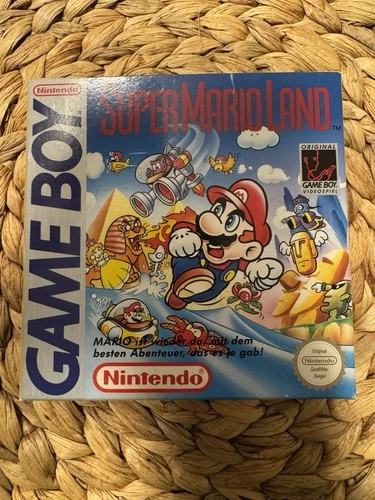 Nintendo
SUPER MARIO LAND
TM
GAME BOY
ORIGINAL
GAME BOY
VIDEOSPIEL
MARIO ist wieder da/ mit dem
besten Abenteuer, das es je gab!
Nintendo
Original
Nintendo
Qualitäts-
Siegel